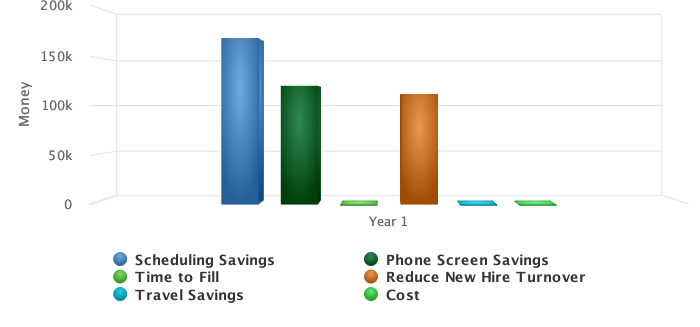 200k
150k
100k
50k
0
Money
Year 1
Scheduling Savings
Phone Screen Savings
Time to Fill
Reduce New Hire Turnover
Travel Savings
Cost